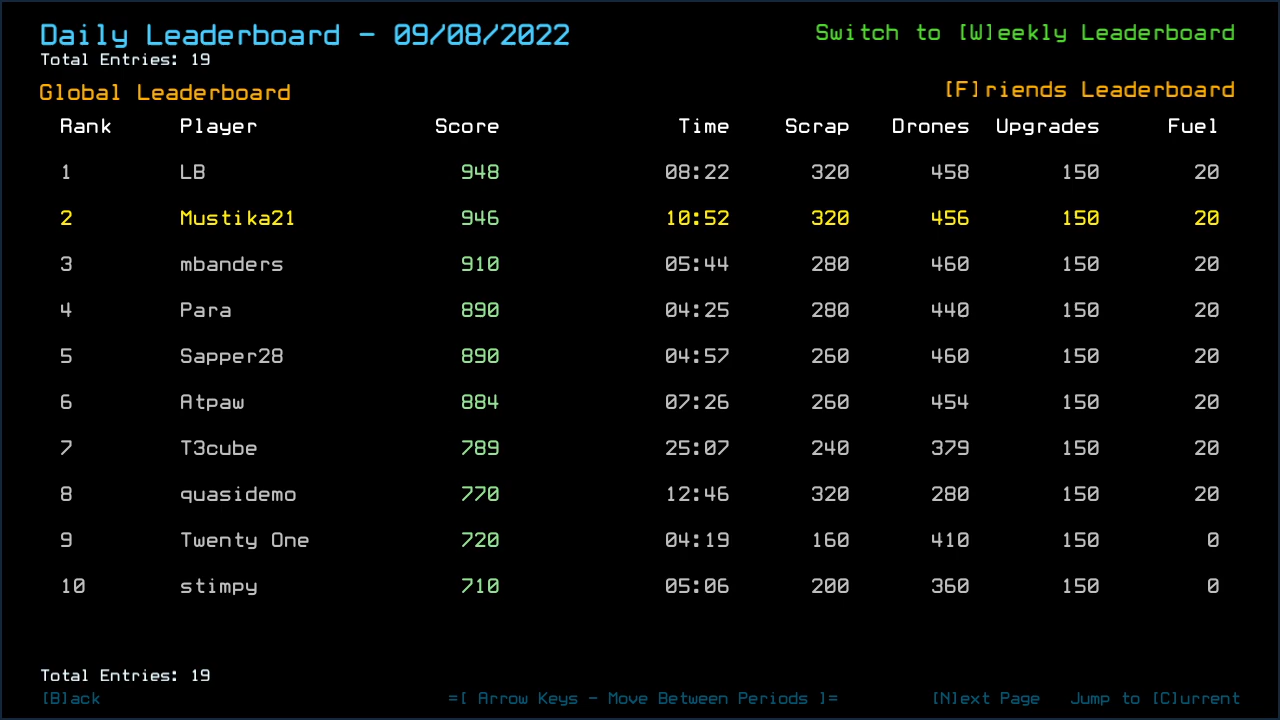 Daily Leaderboard - 09/08/2022 Switch to [W]eekly Leaderboard
Total Entries: 19
Global Leaderboard [F]riends Leaderboard
Rank Player Score Time Scrap Drones Upgrades Fuel
1 LB 948 08:22 320 458 150 20
2 Mustika21 946 10:52 320 456 150 20
3 mbanders 910 05:44 280 460 150 20
4 Para 890 04:25 280 440 150 20
5 Sapper28 890 04:57 260 460 150 20
6 Atpaw 884 07:26 260 454 150 20
7 T3cube 789 25:07 240 379 150 20
8 quasidemo 770 12:46 320 280 150 20
9 Twenty One 720 04:19 160 410 150 0
10 stimpy 710 05:06 200 360 150 0
Total Entries: 19
[B]ack =[ Arrow Keys - Move Between Periods ]= [N]ext Page Jump to [C]urrent